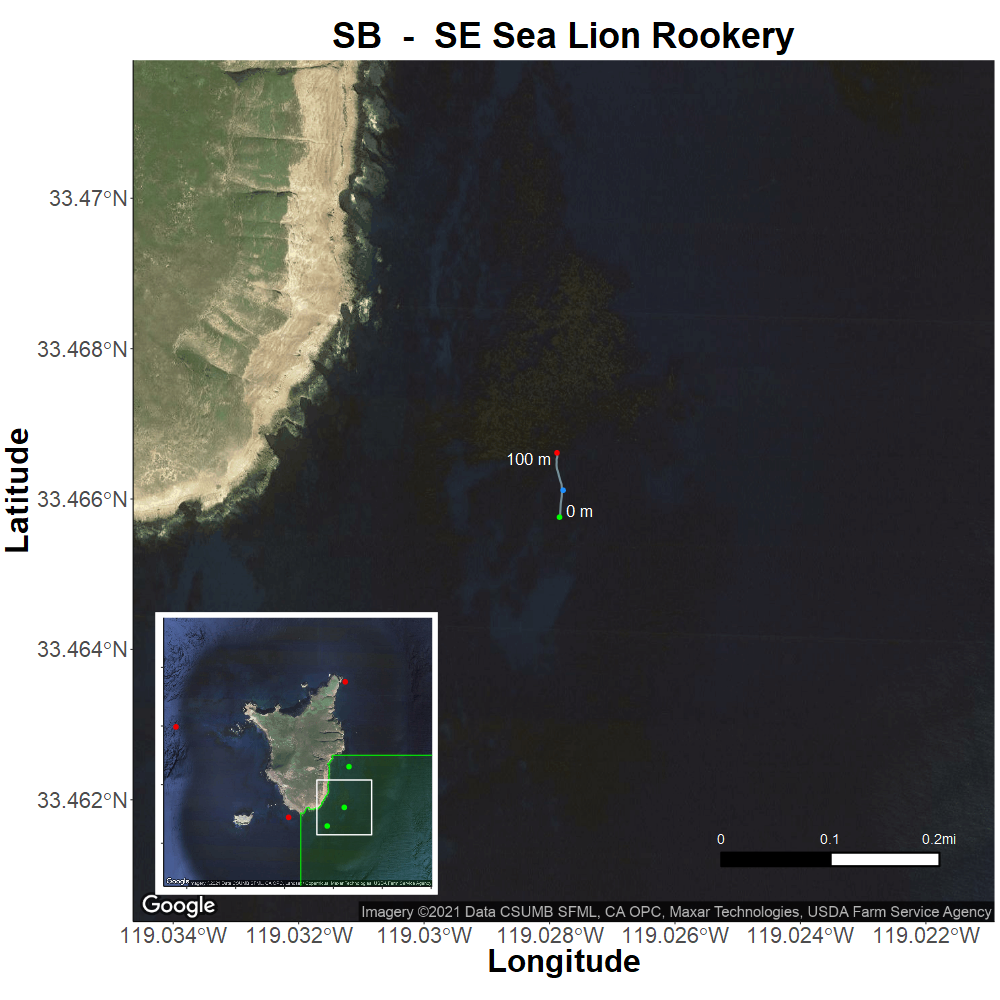 SB - SE Sea Lion Rookery
33.47°N
33.468°N
100 m
33.466°N
0 m
Latitude
33.464°N
33.462°N
0 0.1 0.2mi
Google
Google
Imagery ©2021 Data CSUMB SFML, CA OPC, Maxar Technologies, USDA Farm Service Agency
119.034°W 119.032°W 119.03°W 119.028°W 119.026°W 119.024°W 119.022°W
Longitude